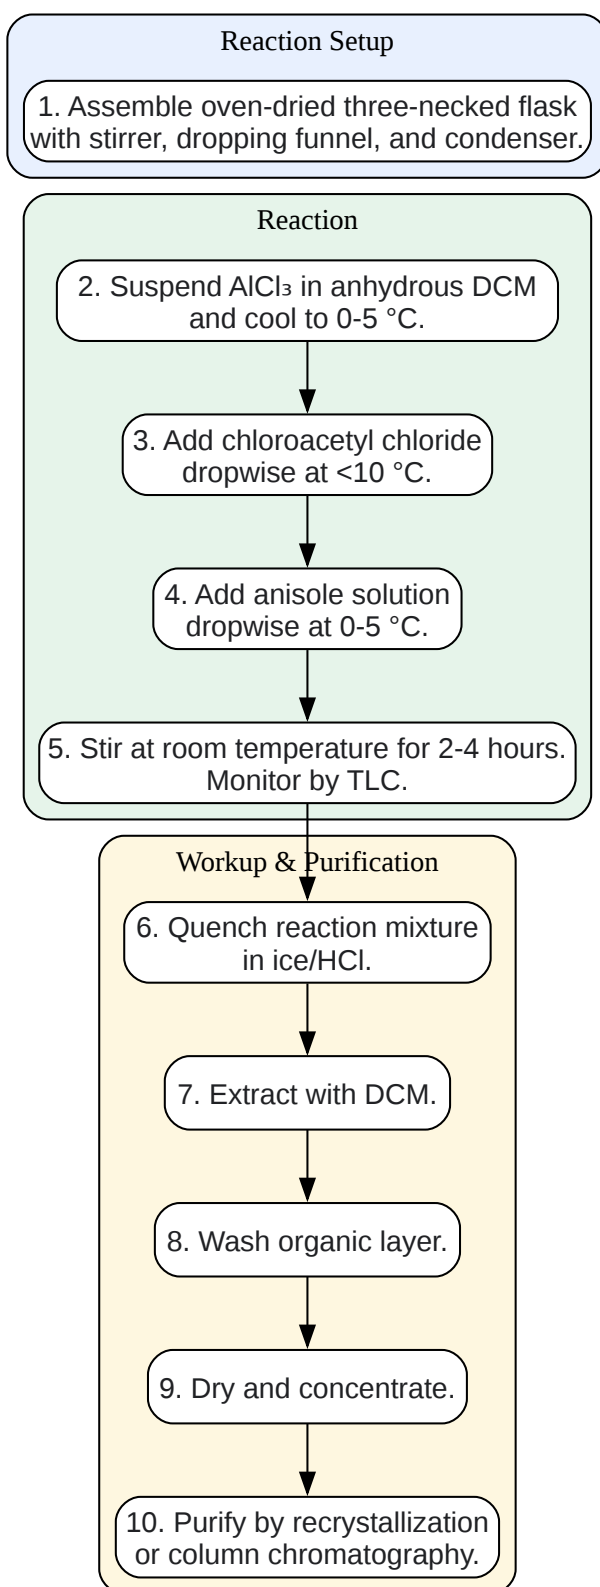 Reaction Setup
1. Assemble oven-dried three-necked flask
with stirrer, dropping funnel, and condenser.
Reaction
2. Suspend AlCl₃ in anhydrous DCM
and cool to 0-5 °C.
3. Add chloroacetyl chloride
dropwise at <10 °C.
4. Add anisole solution
dropwise at 0-5 °C.
5. Stir at room temperature for 2-4 hours.
Monitor by TLC.
Workup & Purification
6. Quench reaction mixture
in ice/HCl.
7. Extract with DCM.
8. Wash organic layer.
9. Dry and concentrate.
10. Purify by recrystallization
or column chromatography.